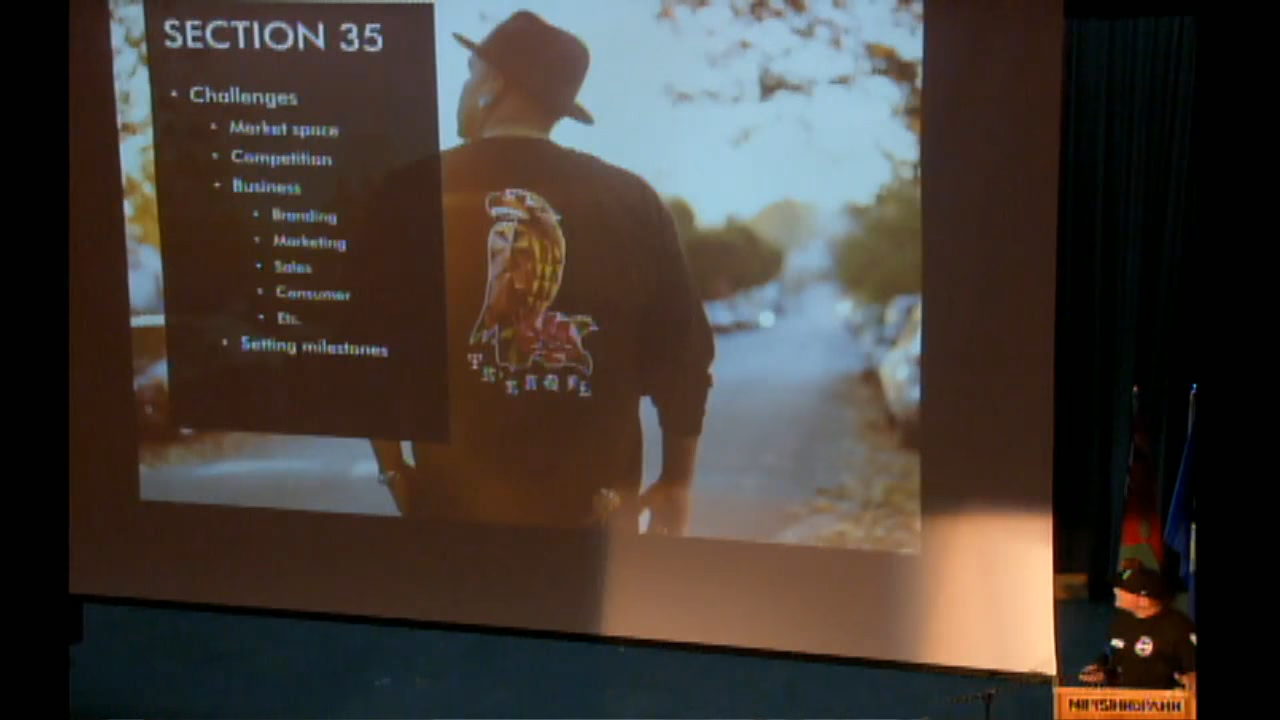 SECTION 35
• Challenges
• Market space
• Competition
• Business
• Branding
• Marketing
• Sales
• Consumer
• Etc.
• Setting milestones